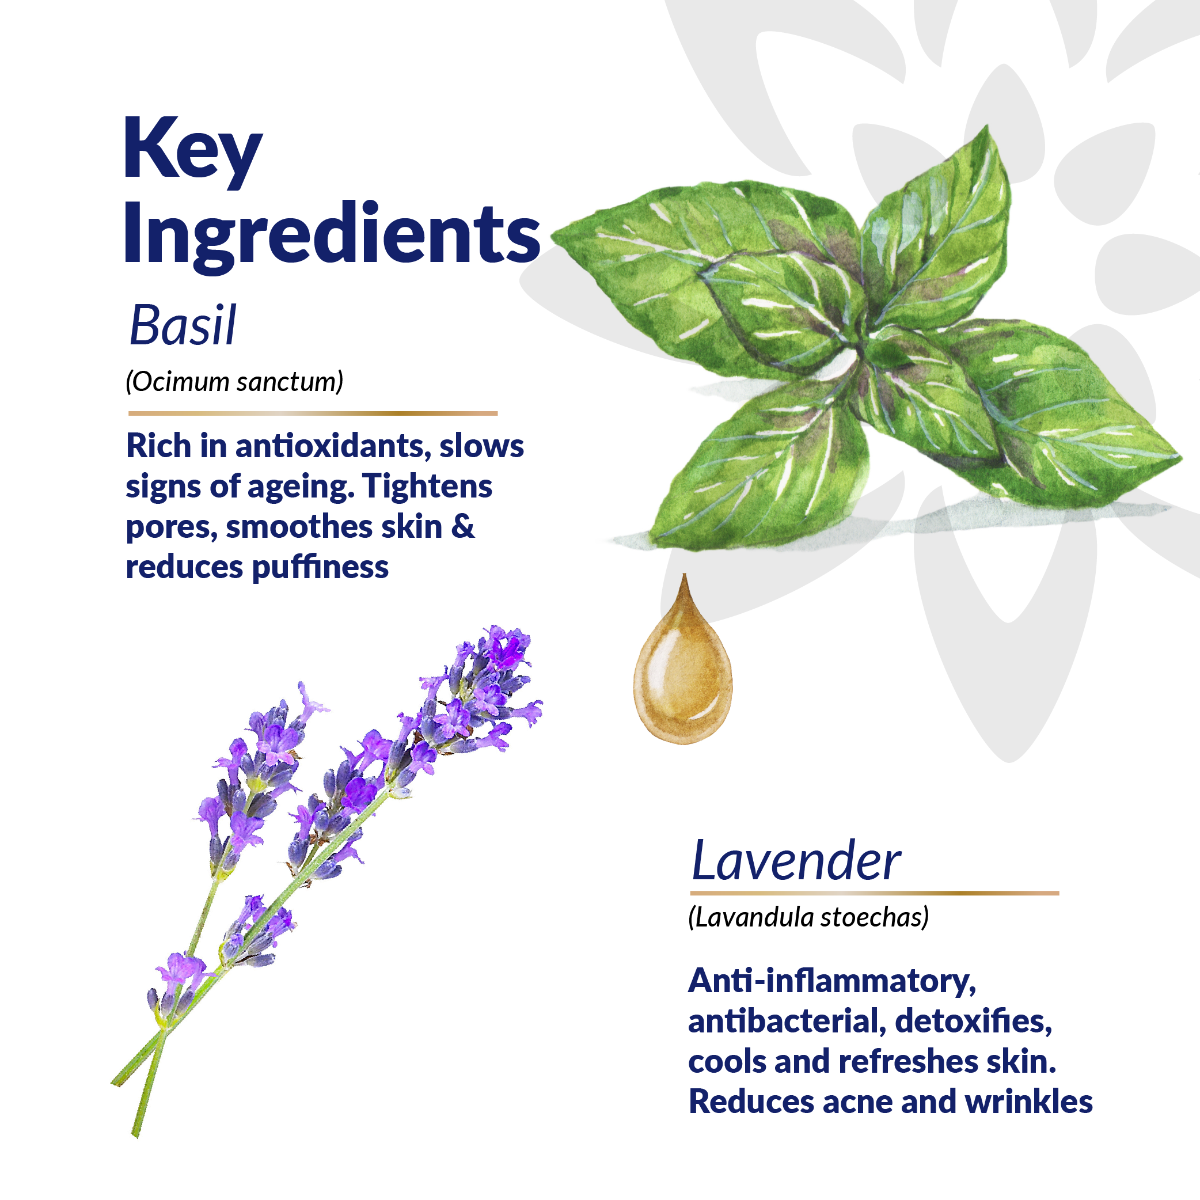 Key
Ingredients
Basil
(Ocimum sanctum)
Rich in antioxidants, slows
signs of ageing. Tightens
pores, smoothes skin &
reduces puffiness
Lavender
(Lavandula stoechas)
Anti-inflammatory,
antibacterial, detoxifies,
cools and refreshes skin.
Reduces acne and wrinkles